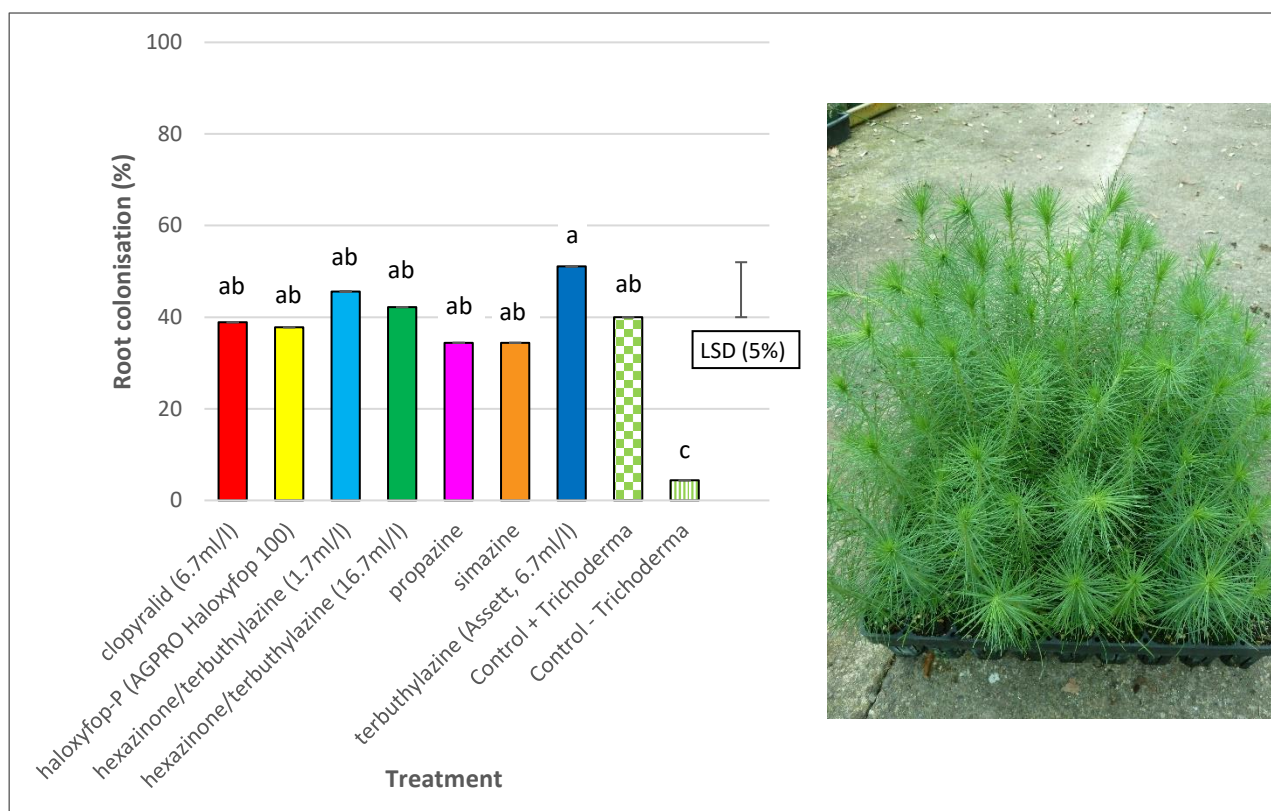 100
80
60
40
20
0
Root colonisation (%)
ab
ab
ab
ab
ab
ab
a
ab
c
LSD (5%)
clopyralid (6.7ml/l)
haloxyfop-P (AGPRO Haloxyfop 100)
hexazinone/terbuthylazine (1.7ml/l)
hexazinone/terbuthylazine (16.7ml/l)
propazine
simazine
terbuthylazine (Assett, 6.7ml/l)
Control + Trichoderma
Control - Trichoderma
Treatment